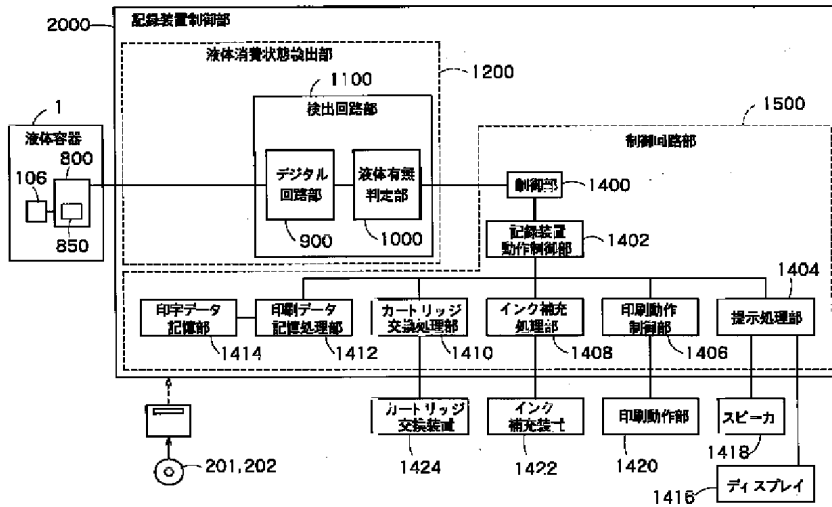 2000
記録装置制御部
液体消費状態検出部
1200
1100
検出回路部
1500
制御回路部
1
液体容器
800
106
850
デジタル
回路部
900
液体有無
判定部
1000
制御部
1400
記録装置
動作制御部
1402
1404
印字データ
記憶部
1414
印刷データ
記憶処理部
1412
カートリッジ
交換処理部
1410
インク補充
処理部
1408
印刷動作
制御部
1406
提示処理部
カートリッジ
交換装置
1424
インク
補充装置
1422
印刷動作部
1420
スピーカ
1418
ディスプレイ
1416
201,202